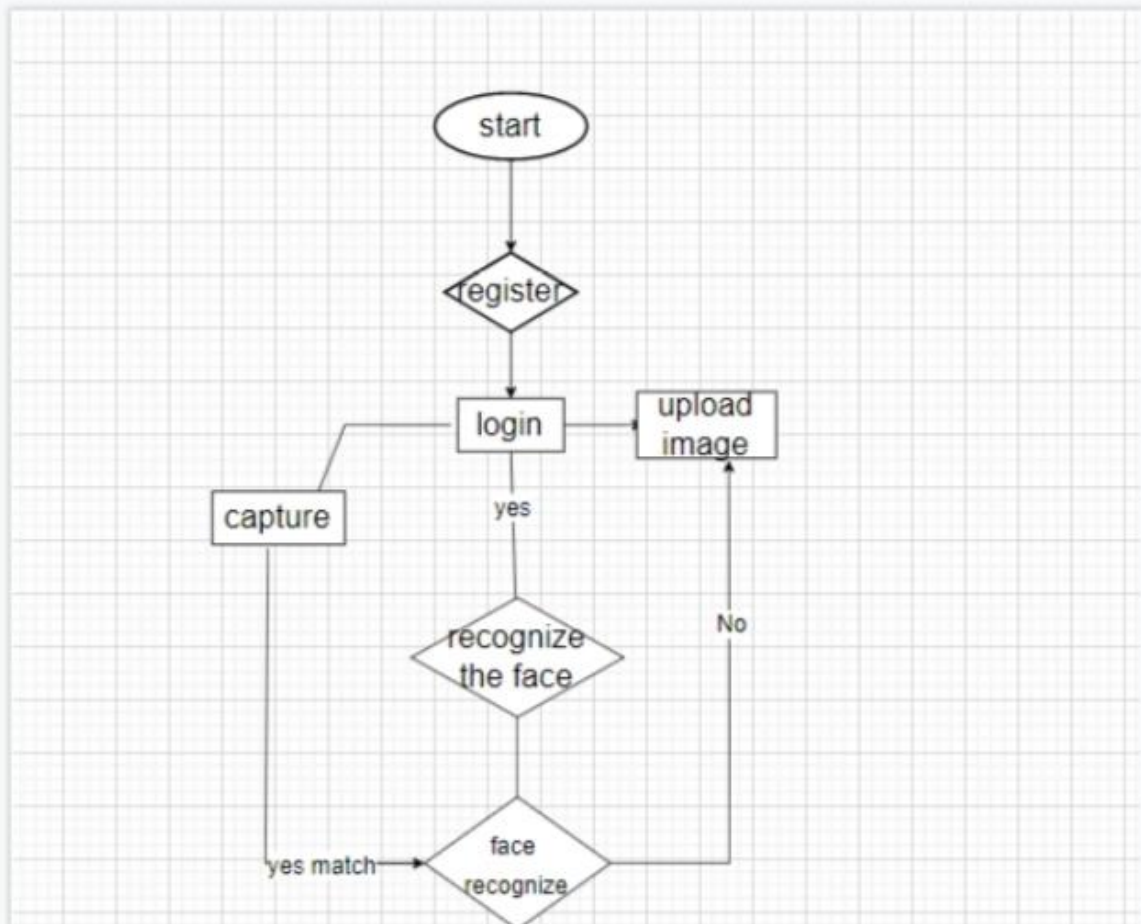 start
register
login
upload
image
capture
yes
recognize
the face
No
yes match
face
recognize